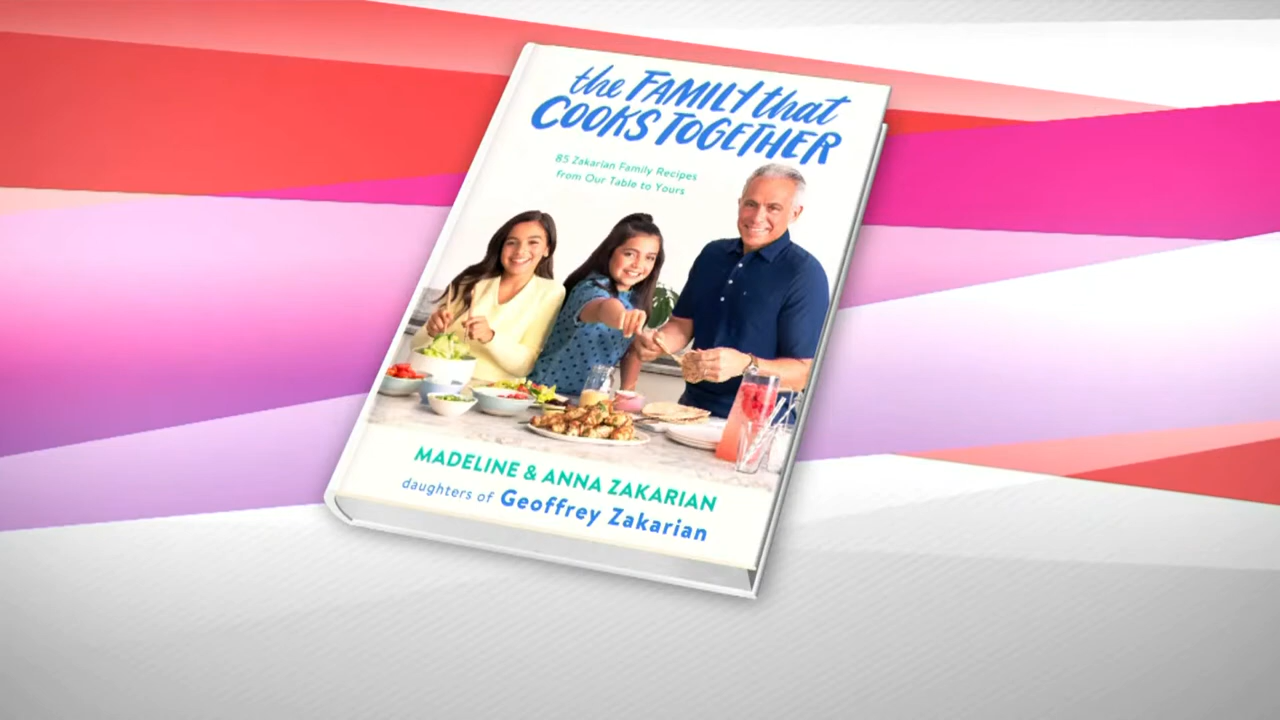 the FAMILY that
COOKS TOGETHER
85 Zakarian Family Recipes
from Our Table to Yours
MADELINE & ANNA ZAKARIAN
daughters of Geoffrey Zakarian